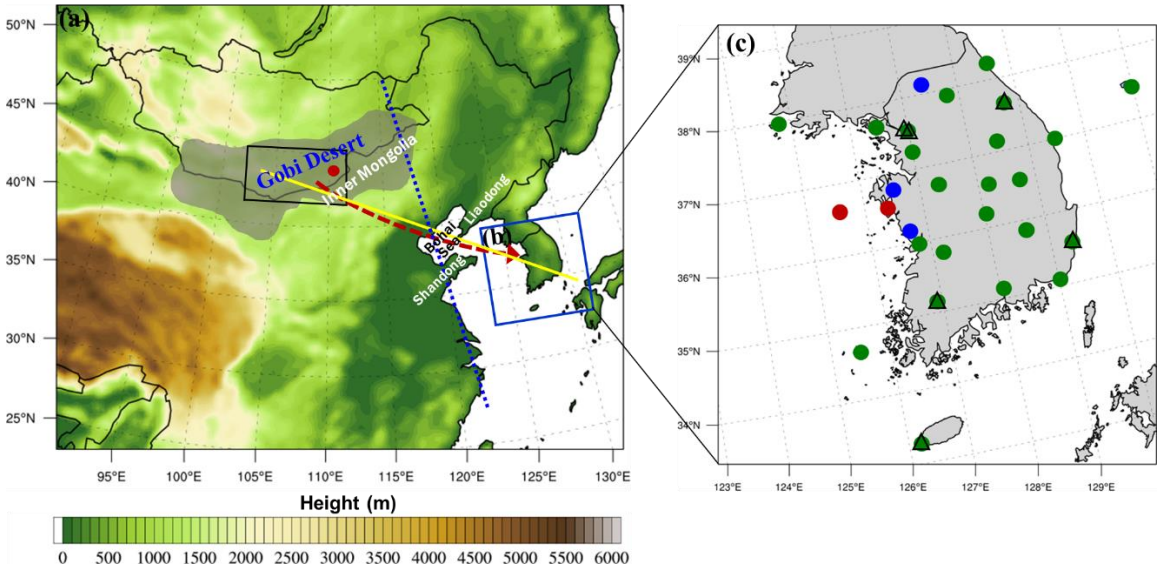 (a)
50°N
45°N
40°N
35°N
30°N
25°N
Gobi Desert
Inner Mongolia
Liaodong
Bohai
Sea
Shandong
(b)
95°E 100°E 105°E 110°E 115°E 120°E 125°E 130°E
Height (m)
0 500 1000 1500 2000 2500 3000 3500 4000 4500 5000 5500 6000
(c)
39°N
38°N
37°N
36°N
35°N
34°N
123°E 124°E 125°E 126°E 127°E 128°E 129°E